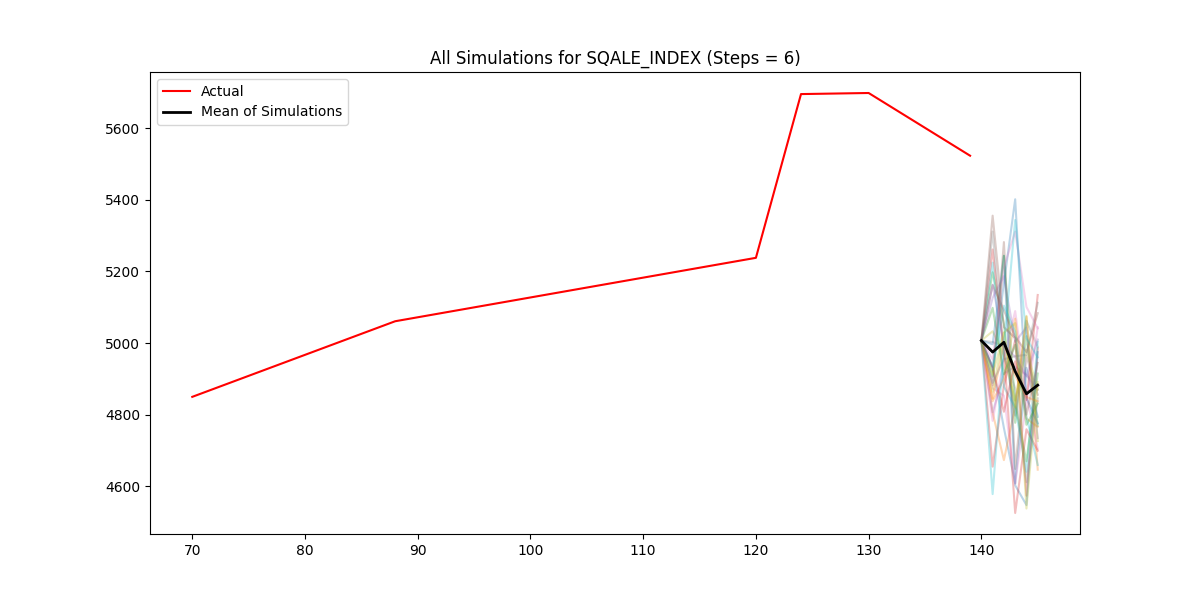 All Simulations for SQALE_INDEX (Steps = 6)
Actual
Mean of Simulations
5600
5400
5200
5000
4800
4600
70 80 90 100 110 120 130 140